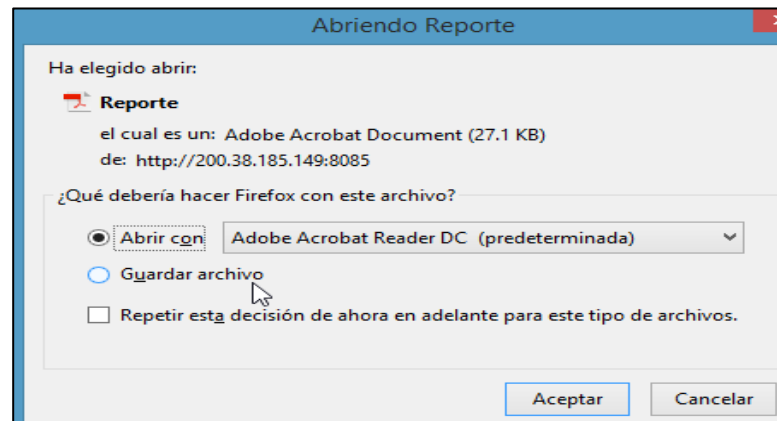 Abriendo Reporte
Ha elegido abrir:
Reporte
el cual es un: Adobe Acrobat Document (27.1 KB)
de: http://200.38.185.149:8085
¿Qué debería hacer Firefox con este archivo?
Abrir con Adobe Acrobat Reader DC (predeterminada)
Guardar archivo
Repetir esta decisión de ahora en adelante para este tipo de archivos.
Aceptar Cancelar